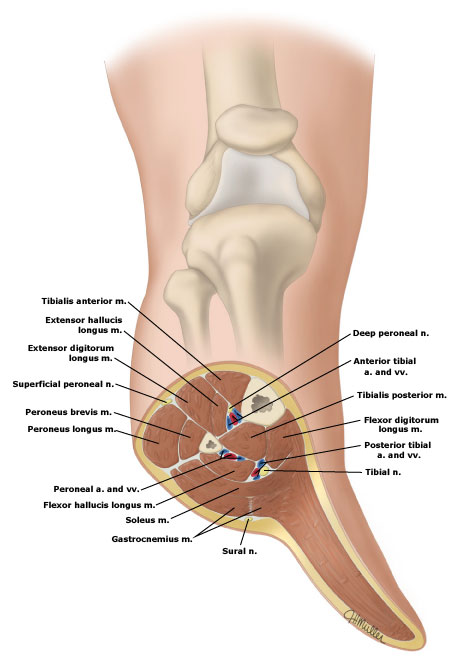 Tibialis anterior m.
Extensor hallucis
longus m.
Extensor digitorum
longus m.
Superficial peroneal n.
Peroneus brevis m.
Peroneus longus m.
Peroneal a. and vv.
Flexor hallucis longus m.
Soleus m.
Gastrocnemius m.
Sural n.
Deep peroneal n.
Anterior tibial
a. and vv.
Tibialis posterior m.
Flexor digitorum
longus m.
Posterior tibial
a. and vv.
Tibial n.